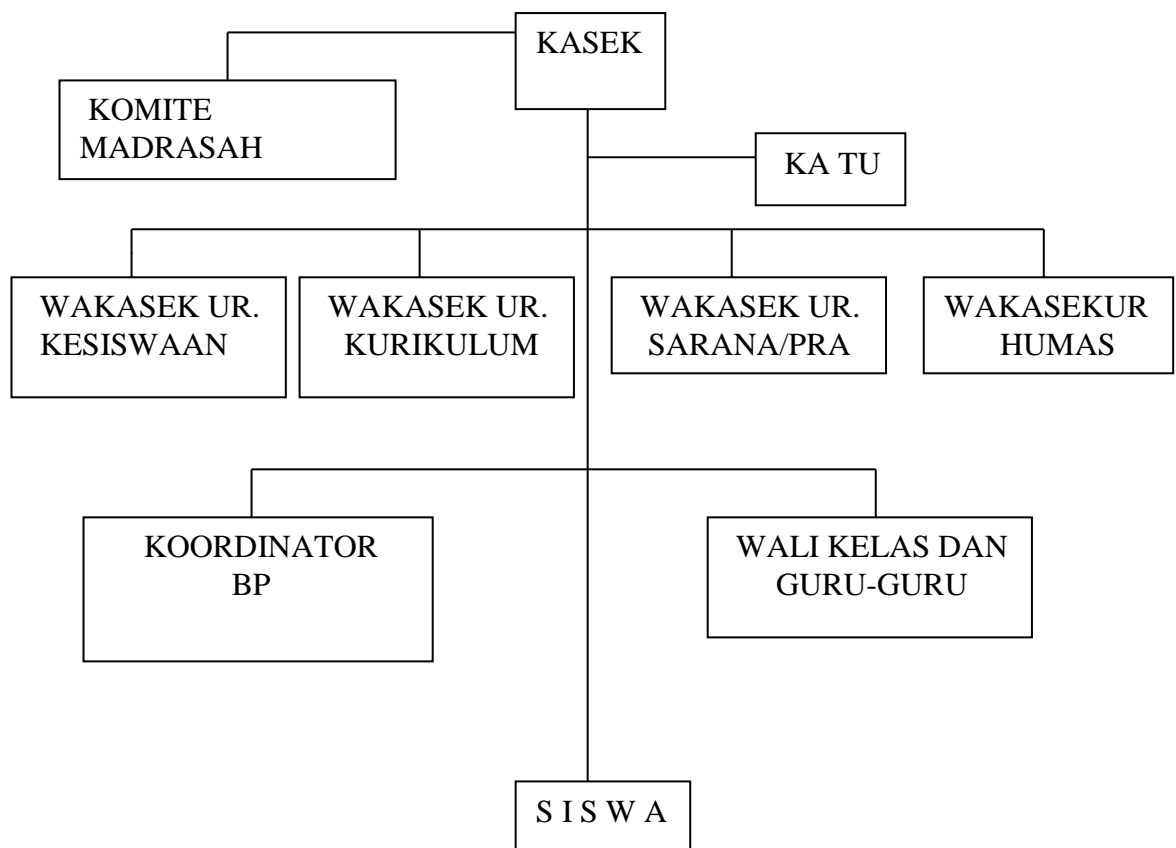 KASEK
KOMITE
MADRASAH
KA TU
WAKASEK UR.
KESISWAAN
WAKASEK UR.
KURIKULUM
WAKASEK UR.
SARANA/PRA
WAKASEKUR
HUMAS
KOORDINATOR
BP
WALI KELAS DAN
GURU-GURU
S I S W A